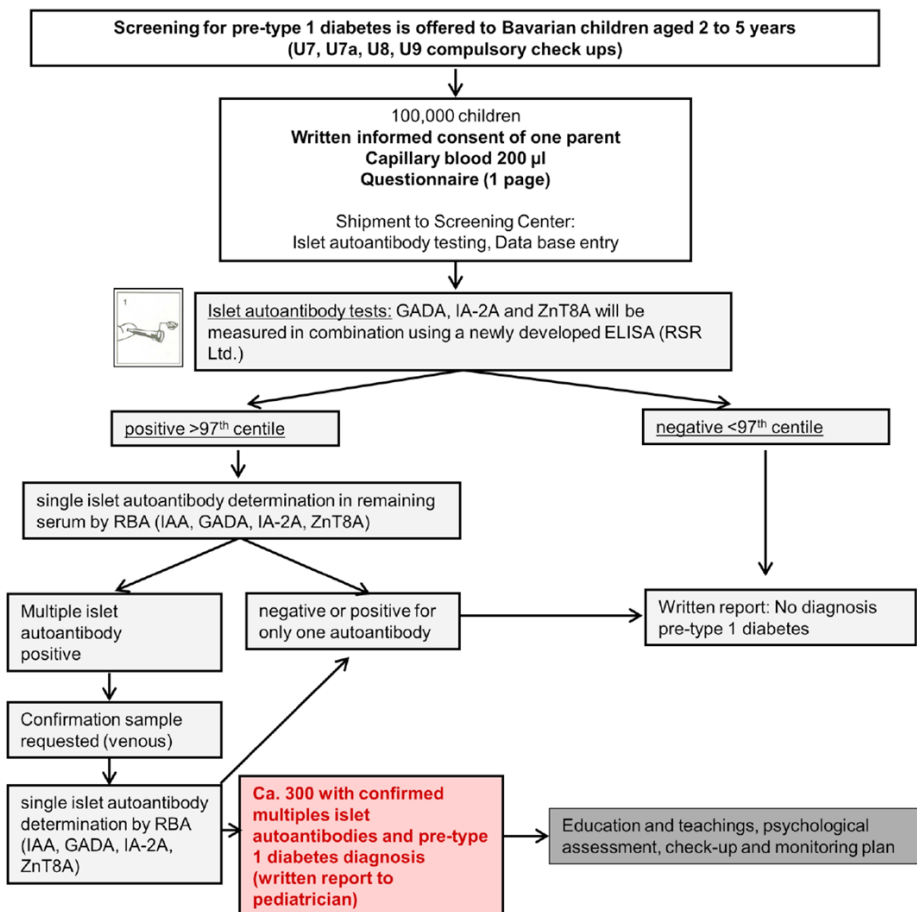 Screening for pre-type 1 diabetes is offered to Bavarian children aged 2 to 5 years
(U7, U7a, U8, U9 compulsory check ups)
100,000 children
Written informed consent of one parent
Capillary blood 200 µl
Questionnaire (1 page)
Shipment to Screening Center:
Islet autoantibody testing, Data base entry
1
Islet autoantibody tests: GADA, IA-2A and ZnT8A will be
measured in combination using a newly developed ELISA (RSR
Ltd.)
positive >97th centile
negative <97th centile
single islet autoantibody determination in remaining
serum by RBA (IAA, GADA, IA-2A, ZnT8A)
Multiple islet
autoantibody
positive
negative or positive for
only one autoantibody
Written report: No diagnosis
pre-type 1 diabetes
Confirmation sample
requested (venous)
single islet autoantibody
determination by RBA
(IAA, GADA, IA-2A,
ZnT8A)
Ca. 300 with confirmed
multiples islet
autoantibodies and pre-type
1 diabetes diagnosis
(written report to
pediatrician)
Education and teachings, psychological
assessment, check-up and monitoring plan